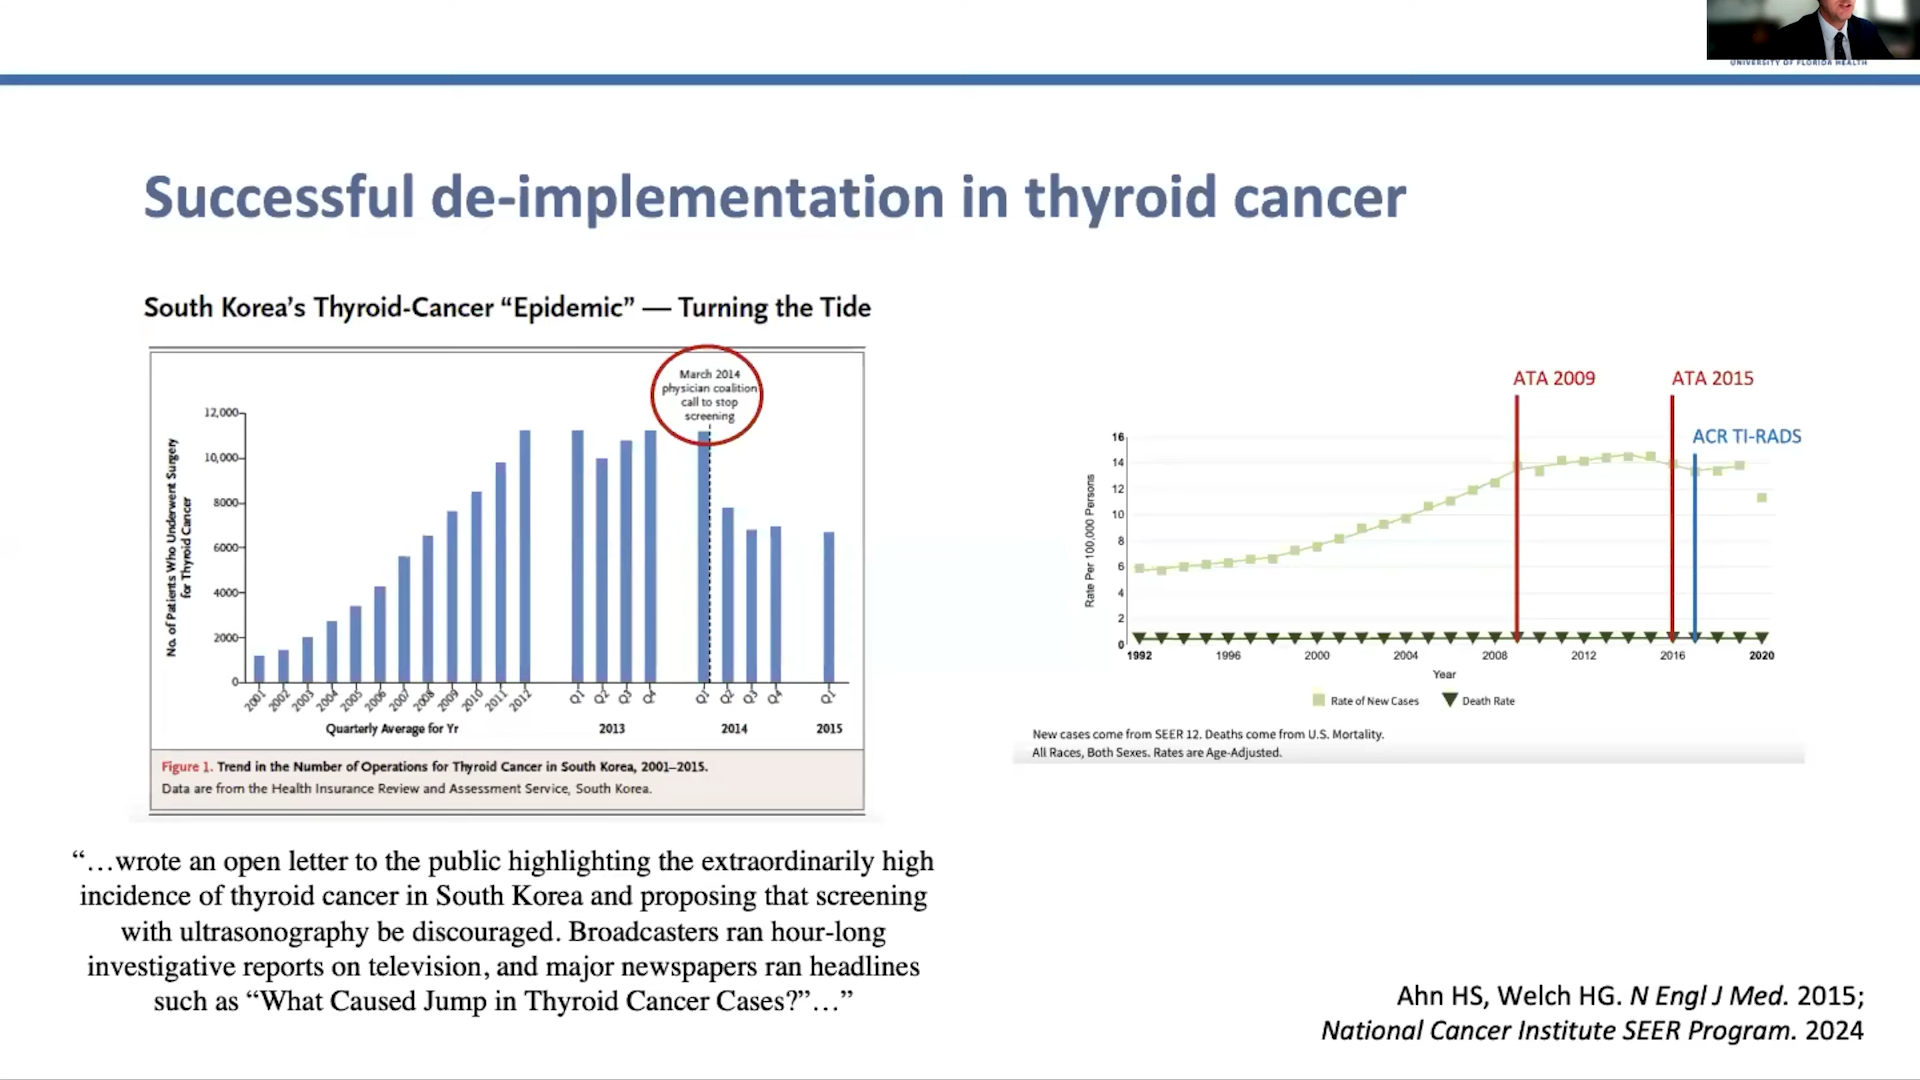 UNIVERSITY OF FLORIDA HEALTH
Successful de-implementation in thyroid cancer
South Korea’s Thyroid-Cancer “Epidemic” — Turning the Tide
March 2014
physician coalition
call to stop
screening
No. of Patients Who Underwent Surgery
for Thyroid Cancer
12,000
10,000
8000
6000
4000
2000
0
2001 2002 2003 2004 2005 2006 2007 2008 2009 2010 2011 2012 Q1 Q2 Q3 Q4 Q1 Q2 Q3 Q4 Q1
Quarterly Average for Yr 2013 2014 2015
Figure 1. Trend in the Number of Operations for Thyroid Cancer in South Korea, 2001–2015.
Data are from the Health Insurance Review and Assessment Service, South Korea.
“…wrote an open letter to the public highlighting the extraordinarily high
incidence of thyroid cancer in South Korea and proposing that screening
with ultrasonography be discouraged. Broadcasters ran hour-long
investigative reports on television, and major newspapers ran headlines
such as “What Caused Jump in Thyroid Cancer Cases?”…”
ATA 2009 ATA 2015
ACR TI-RADS
Rate Per 100,000 Persons
16
14
12
10
8
6
4
2
0
1992 1996 2000 2004 2008 2012 2016 2020
Year
Rate of New Cases Death Rate
New cases come from SEER 12. Deaths come from U.S. Mortality.
All Races, Both Sexes. Rates are Age-Adjusted.
Ahn HS, Welch HG. N Engl J Med. 2015;
National Cancer Institute SEER Program. 2024